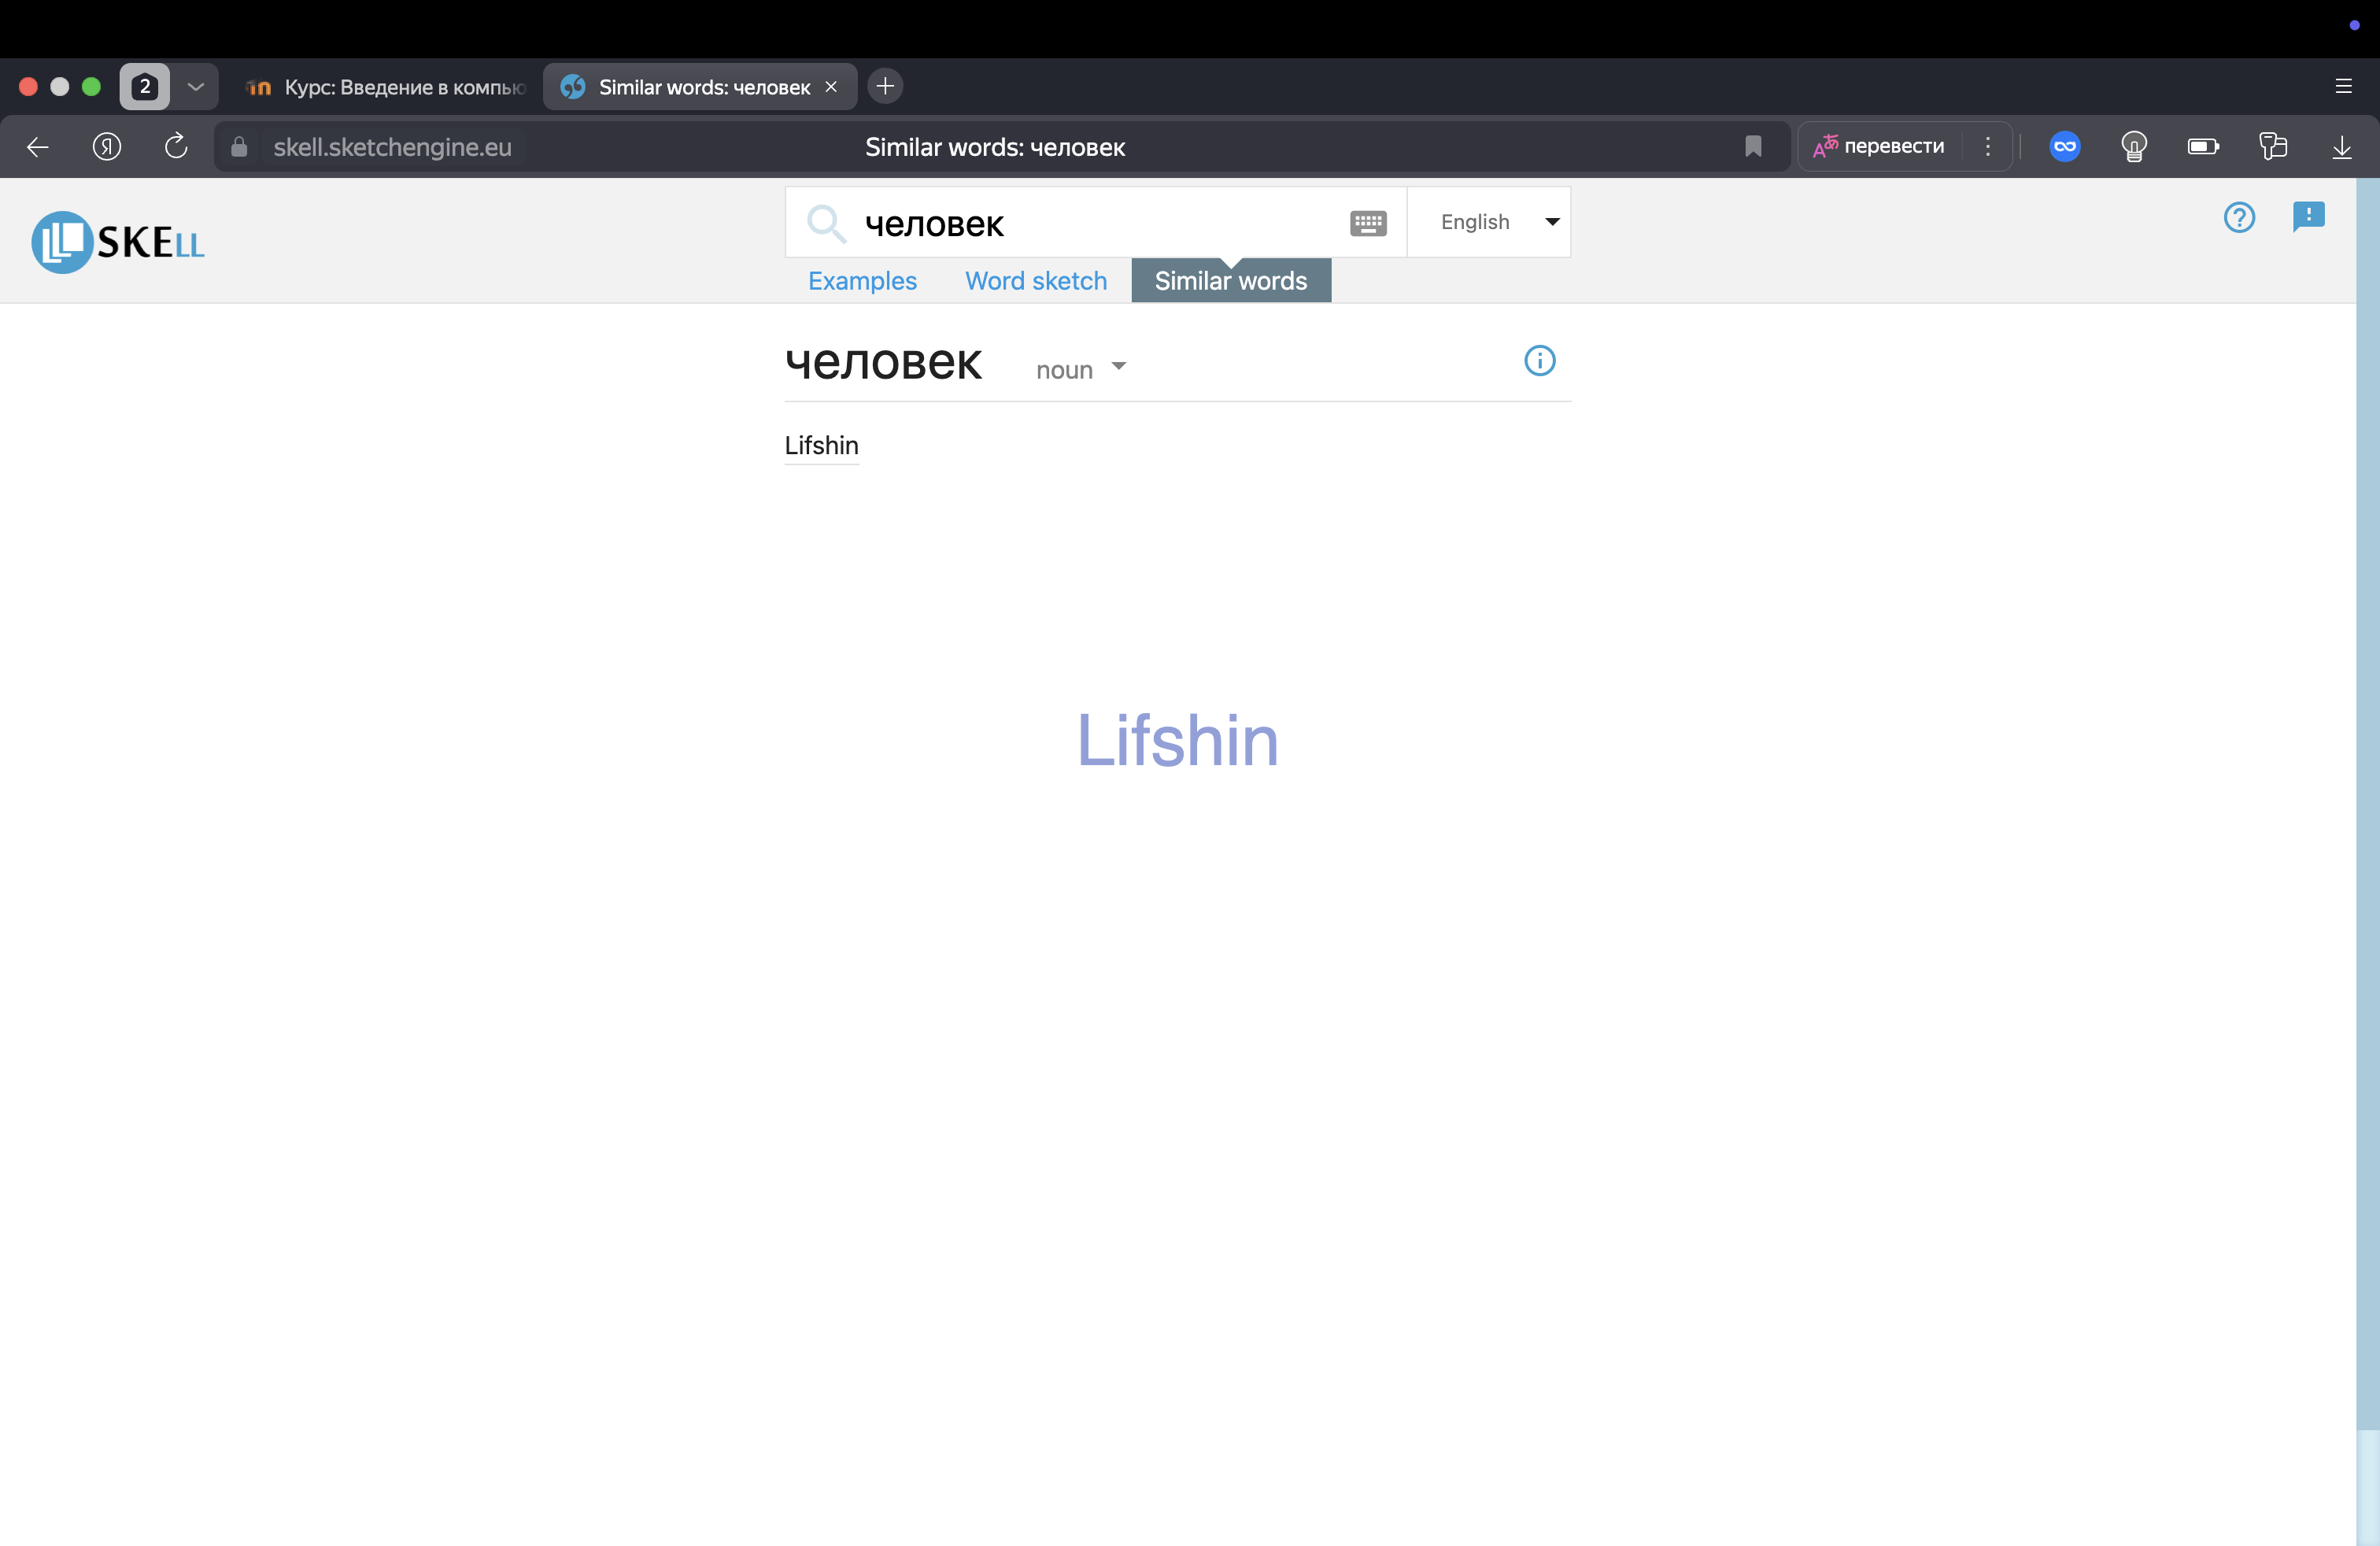 2
Курс: Введение в компью
Similar words: человек
skell.sketchengine.eu
Similar words: человек
перевести
SKELL
человек
English
Examples
Word sketch
Similar words
человек
noun
Lifshin
Lifshin